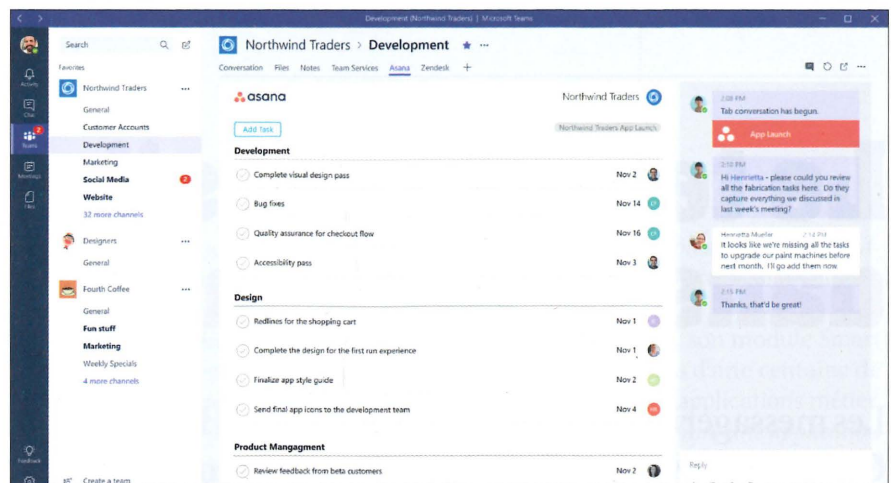 Development (Northwind Traders) | Microsoft Teams
Search
Favorites
Activity
Chat
Teams
2
Meetings
Files
Feedback
Northwind Traders
General
Customer Accounts
Development
Marketing
Social Media 2
Website
32 more channels
Designers
General
Fourth Coffee
General
Fun stuff
Marketing
Weekly Specials
4 more channels
Create a team
Northwind Traders > Development
Conversation Files Notes Team Services Asana Zendesk
asana
Northwind Traders
Add Task
Northwind Traders App Launch
Development
Complete visual design pass Nov 2
Bug fixes Nov 14
Quality assurance for checkout flow Nov 16
Accessibility pass Nov 3
Design
Redlines for the shopping cart Nov 1
Complete the design for the first run experience Nov 1
Finalize app style guide Nov 2
Send final app icons to the development team Nov 4
Product Mangagment
Review feedback from beta customers Nov 2
Tab conversation has begun.
App Launch
Hi Henrietta - please could you review
all the fabrication tasks here. Do they
capture everything we discussed in
last week's meeting?
Henrietta Mueller 2:14 PM
It looks like we're missing all the tasks
to upgrade our paint machines before
next month. I'll go add them now.
2:15 PM
Thanks, that'd be great!
Reply